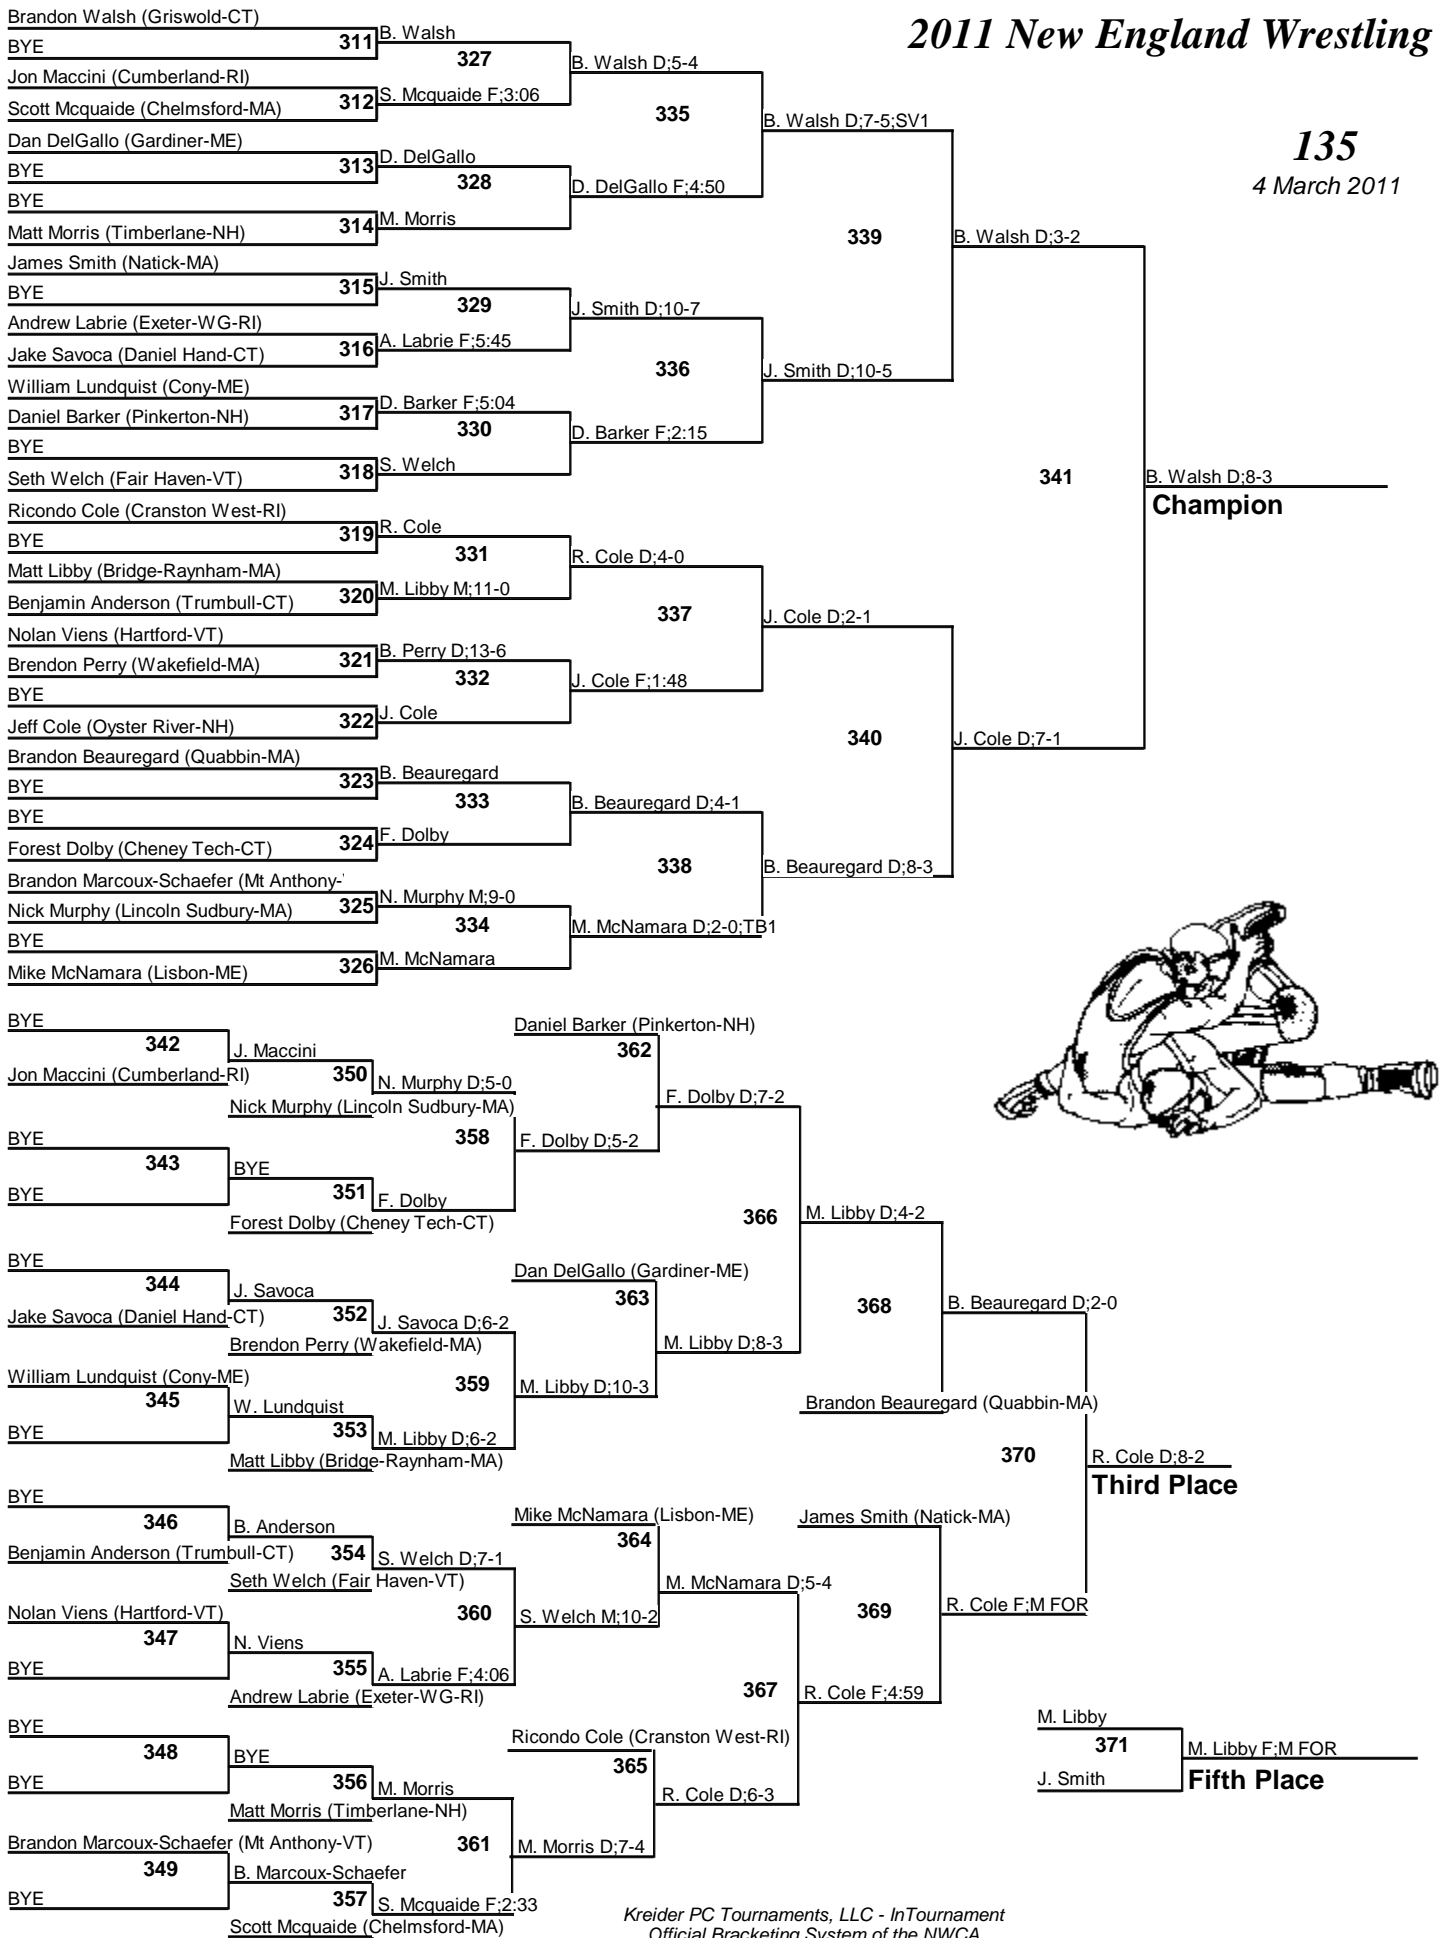 2011 New England Wrestling
135
4 March 2011
Brandon Walsh (Griswold-CT)
311
BYE
B. Walsh
327
Jon Maccini (Cumberland-RI)
312
Scott Mcquaide (Chelmsford-MA)
S. Mcquaide F;3:06
B. Walsh D;5-4
335
Dan DelGallo (Gardiner-ME)
313
BYE
D. DelGallo
328
BYE
314
Matt Morris (Timberlane-NH)
M. Morris
D. DelGallo F;4:50
B. Walsh D;7-5;SV1
339
James Smith (Natick-MA)
315
BYE
J. Smith
329
Andrew Labrie (Exeter-WG-RI)
316
Jake Savoca (Daniel Hand-CT)
A. Labrie F;5:45
J. Smith D;10-7
336
William Lundquist (Cony-ME)
317
Daniel Barker (Pinkerton-NH)
D. Barker F;5:04
330
BYE
318
Seth Welch (Fair Haven-VT)
S. Welch
D. Barker F;2:15
J. Smith D;10-5
B. Walsh D;3-2
341
B. Walsh D;8-3
Champion
Ricondo Cole (Cranston West-RI)
319
BYE
R. Cole
331
Matt Libby (Bridge-Raynham-MA)
320
Benjamin Anderson (Trumbull-CT)
M. Libby M;11-0
R. Cole D;4-0
337
Nolan Viens (Hartford-VT)
321
Brendon Perry (Wakefield-MA)
B. Perry D;13-6
332
BYE
322
Jeff Cole (Oyster River-NH)
J. Cole
J. Cole F;1:48
J. Cole D;2-1
340
J. Cole D;7-1
Brandon Beauregard (Quabbin-MA)
323
BYE
B. Beauregard
333
BYE
324
Forest Dolby (Cheney Tech-CT)
F. Dolby
B. Beauregard D;4-1
338
B. Beauregard D;8-3
Brandon Marcoux-Schaefer (Mt Anthony-
325
Nick Murphy (Lincoln Sudbury-MA)
N. Murphy M;9-0
334
BYE
326
Mike McNamara (Lisbon-ME)
M. McNamara
M. McNamara D;2-0;TB1
BYE
342
Jon Maccini (Cumberland-RI)
J. Maccini
350
Nick Murphy (Lincoln Sudbury-MA)
N. Murphy D;5-0
358
BYE
343
BYE
BYE
351
Forest Dolby (Cheney Tech-CT)
F. Dolby
Daniel Barker (Pinkerton-NH)
362
F. Dolby D;5-2
F. Dolby D;7-2
366
BYE
344
Jake Savoca (Daniel Hand-CT)
J. Savoca
352
Brendon Perry (Wakefield-MA)
J. Savoca D;6-2
359
William Lundquist (Cony-ME)
345
BYE
W. Lundquist
353
Matt Libby (Bridge-Raynham-MA)
M. Libby D;6-2
Dan DelGallo (Gardiner-ME)
363
M. Libby D;10-3
M. Libby D;8-3
M. Libby D;4-2
368
Brandon Beauregard (Quabbin-MA)
B. Beauregard D;2-0
370
R. Cole D;8-2
Third Place
BYE
346
Benjamin Anderson (Trumbull-CT)
B. Anderson
354
Seth Welch (Fair Haven-VT)
S. Welch D;7-1
360
Nolan Viens (Hartford-VT)
347
BYE
N. Viens
355
Andrew Labrie (Exeter-WG-RI)
A. Labrie F;4:06
Mike McNamara (Lisbon-ME)
364
S. Welch M;10-2
M. McNamara D;5-4
367
James Smith (Natick-MA)
369
R. Cole F;4:59
R. Cole F;M FOR
BYE
348
BYE
BYE
356
Matt Morris (Timberlane-NH)
M. Morris
361
Brandon Marcoux-Schaefer (Mt Anthony-VT)
349
BYE
B. Marcoux-Schaefer
357
Scott Mcquaide (Chelmsford-MA)
S. Mcquaide F;2:33
Ricondo Cole (Cranston West-RI)
365
M. Morris D;7-4
R. Cole D;6-3
M. Libby
371
J. Smith
M. Libby F;M FOR
Fifth Place
Kreider PC Tournaments, LLC - InTournament
Official Bracketing System of the NWCA